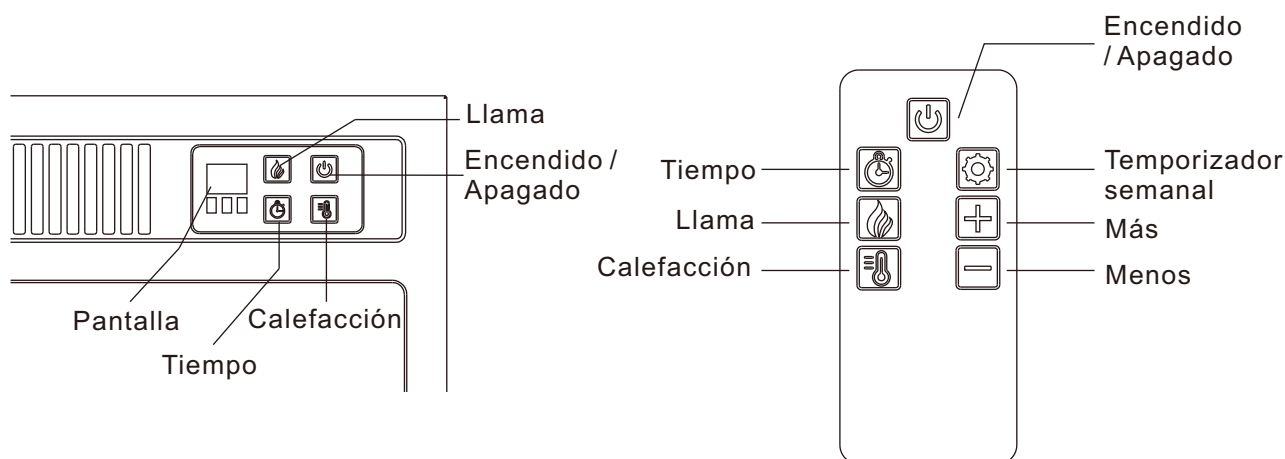 Llama
Encendido /
Apagado
Pantalla
Calefacción
Tiempo
Encendido
/ Apagado
Tiempo
Temporizador
semanal
Llama
Más
Calefacción
Menos